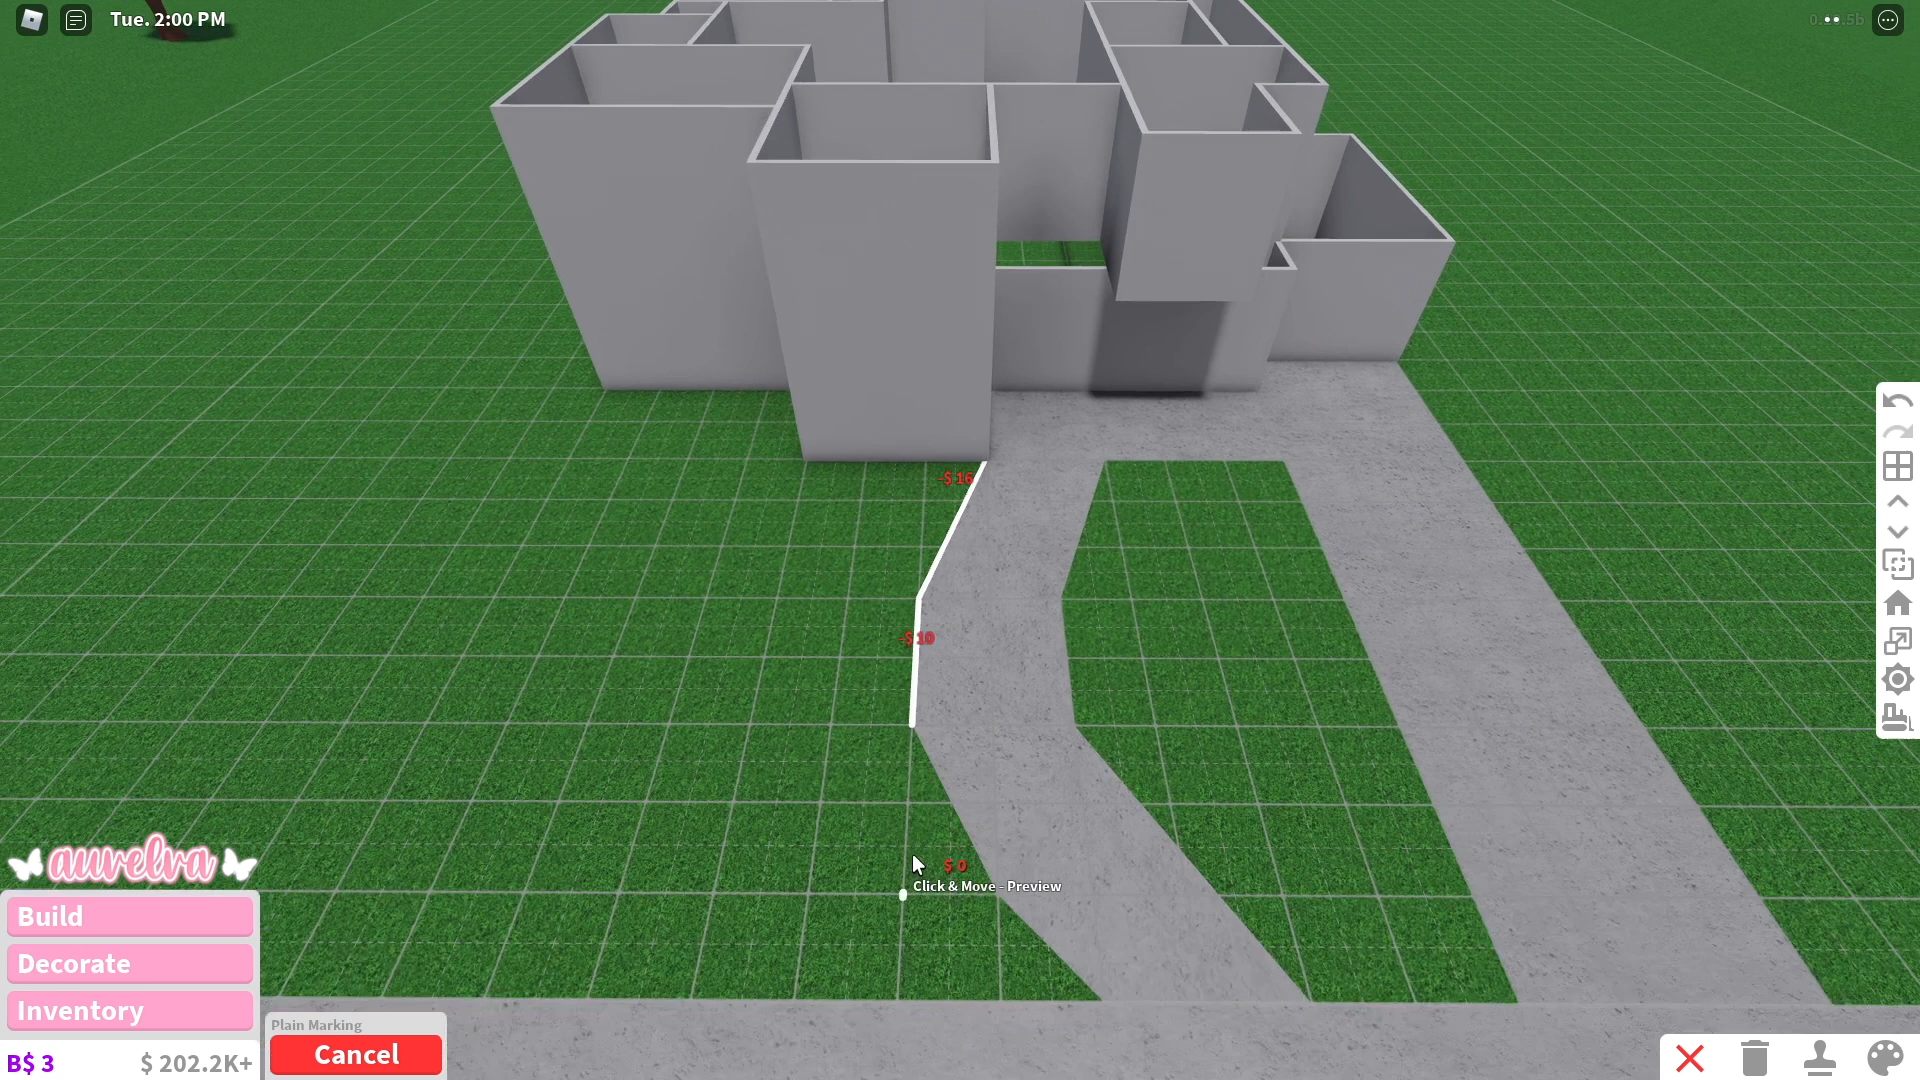 Tue. 2:00 PM
-$ 16
-$ 10
$ 0
Click & Move - Preview
aurelra
Build
Decorate
Inventory
B$ 3
$ 202.2K+
Plain Marking
Cancel